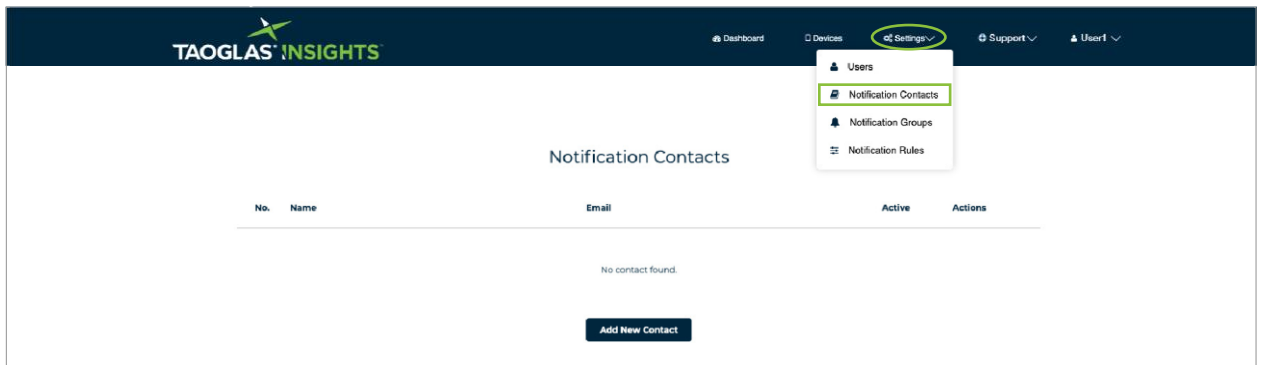 TAOGLAS® INSIGHTS™
Dashboard
Devices
Settings
Support
User1
Users
Notification Contacts
Notification Groups
Notification Rules
Notification Contacts
No. Name Email Active Actions
No contact found.
Add New Contact